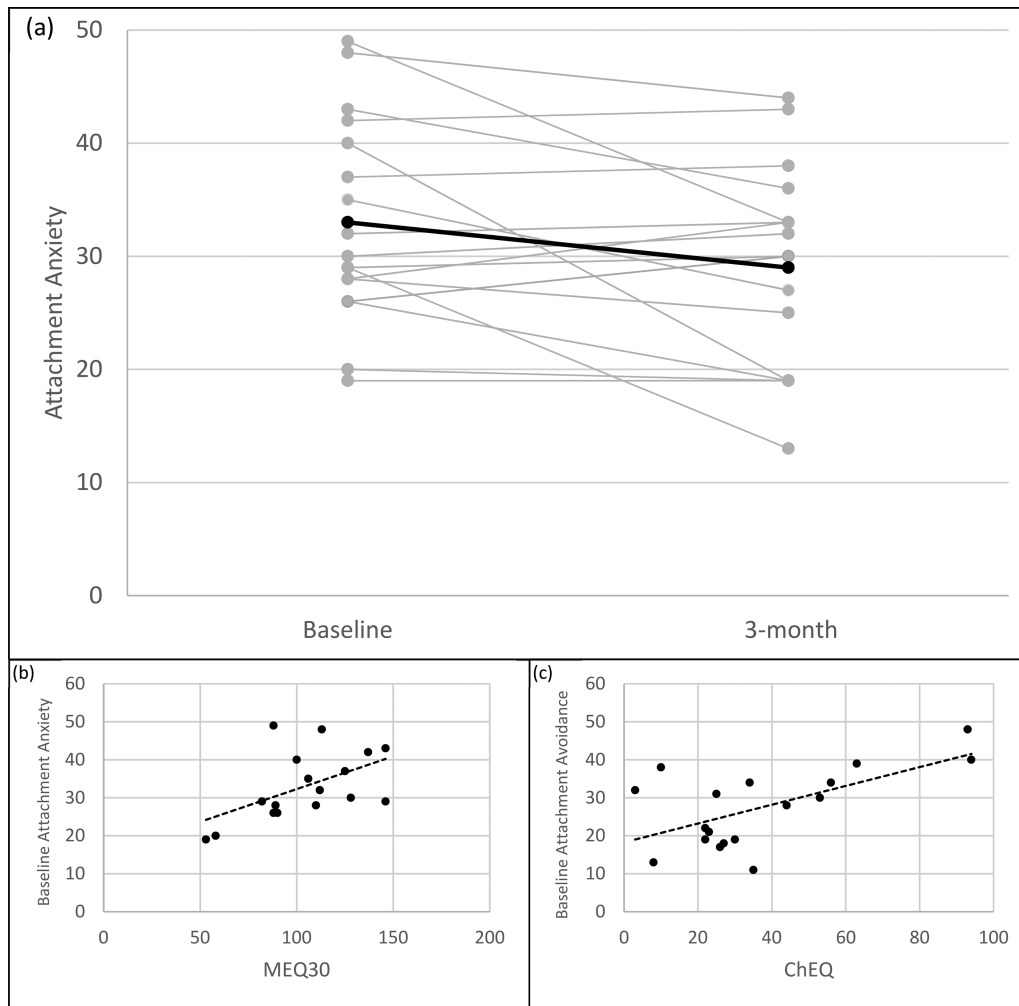 (a)
50
40
30
20
10
0
Attachment Anxiety
Baseline 3-month
(b)
60
50
40
30
20
10
0
Baseline Attachment Anxiety
0 50 100 150 200
MEQ30
(c)
60
50
40
30
20
10
0
Baseline Attachment Avoidance
0 20 40 60 80 100
ChEQ